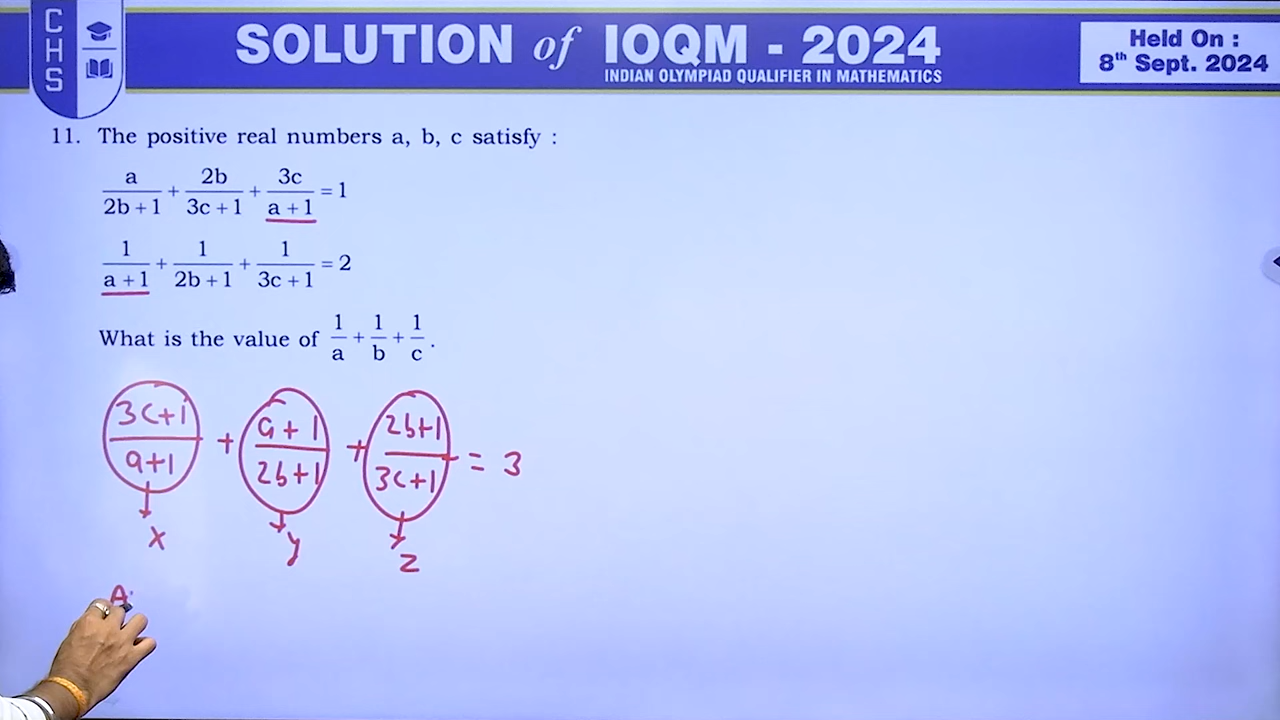 CHS
SOLUTION of IOQM - 2024
INDIAN OLYMPIAD QUALIFIER IN MATHEMATICS
Held On :
8th Sept. 2024
11. The positive real numbers a, b, c satisfy :
a/(2b+1) + 2b/(3c+1) + 3c/(a+1) = 1
1/(a+1) + 1/(2b+1) + 1/(3c+1) = 2
What is the value of 1/a + 1/b + 1/c.
(3c+1)/(a+1) + (a+1)/(2b+1) + (2b+1)/(3c+1) = 3
x y z
A